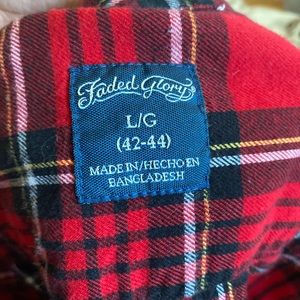 Faded Glory
L/G
(42-44)
MADE IN/HECHO EN
BANGLADESH